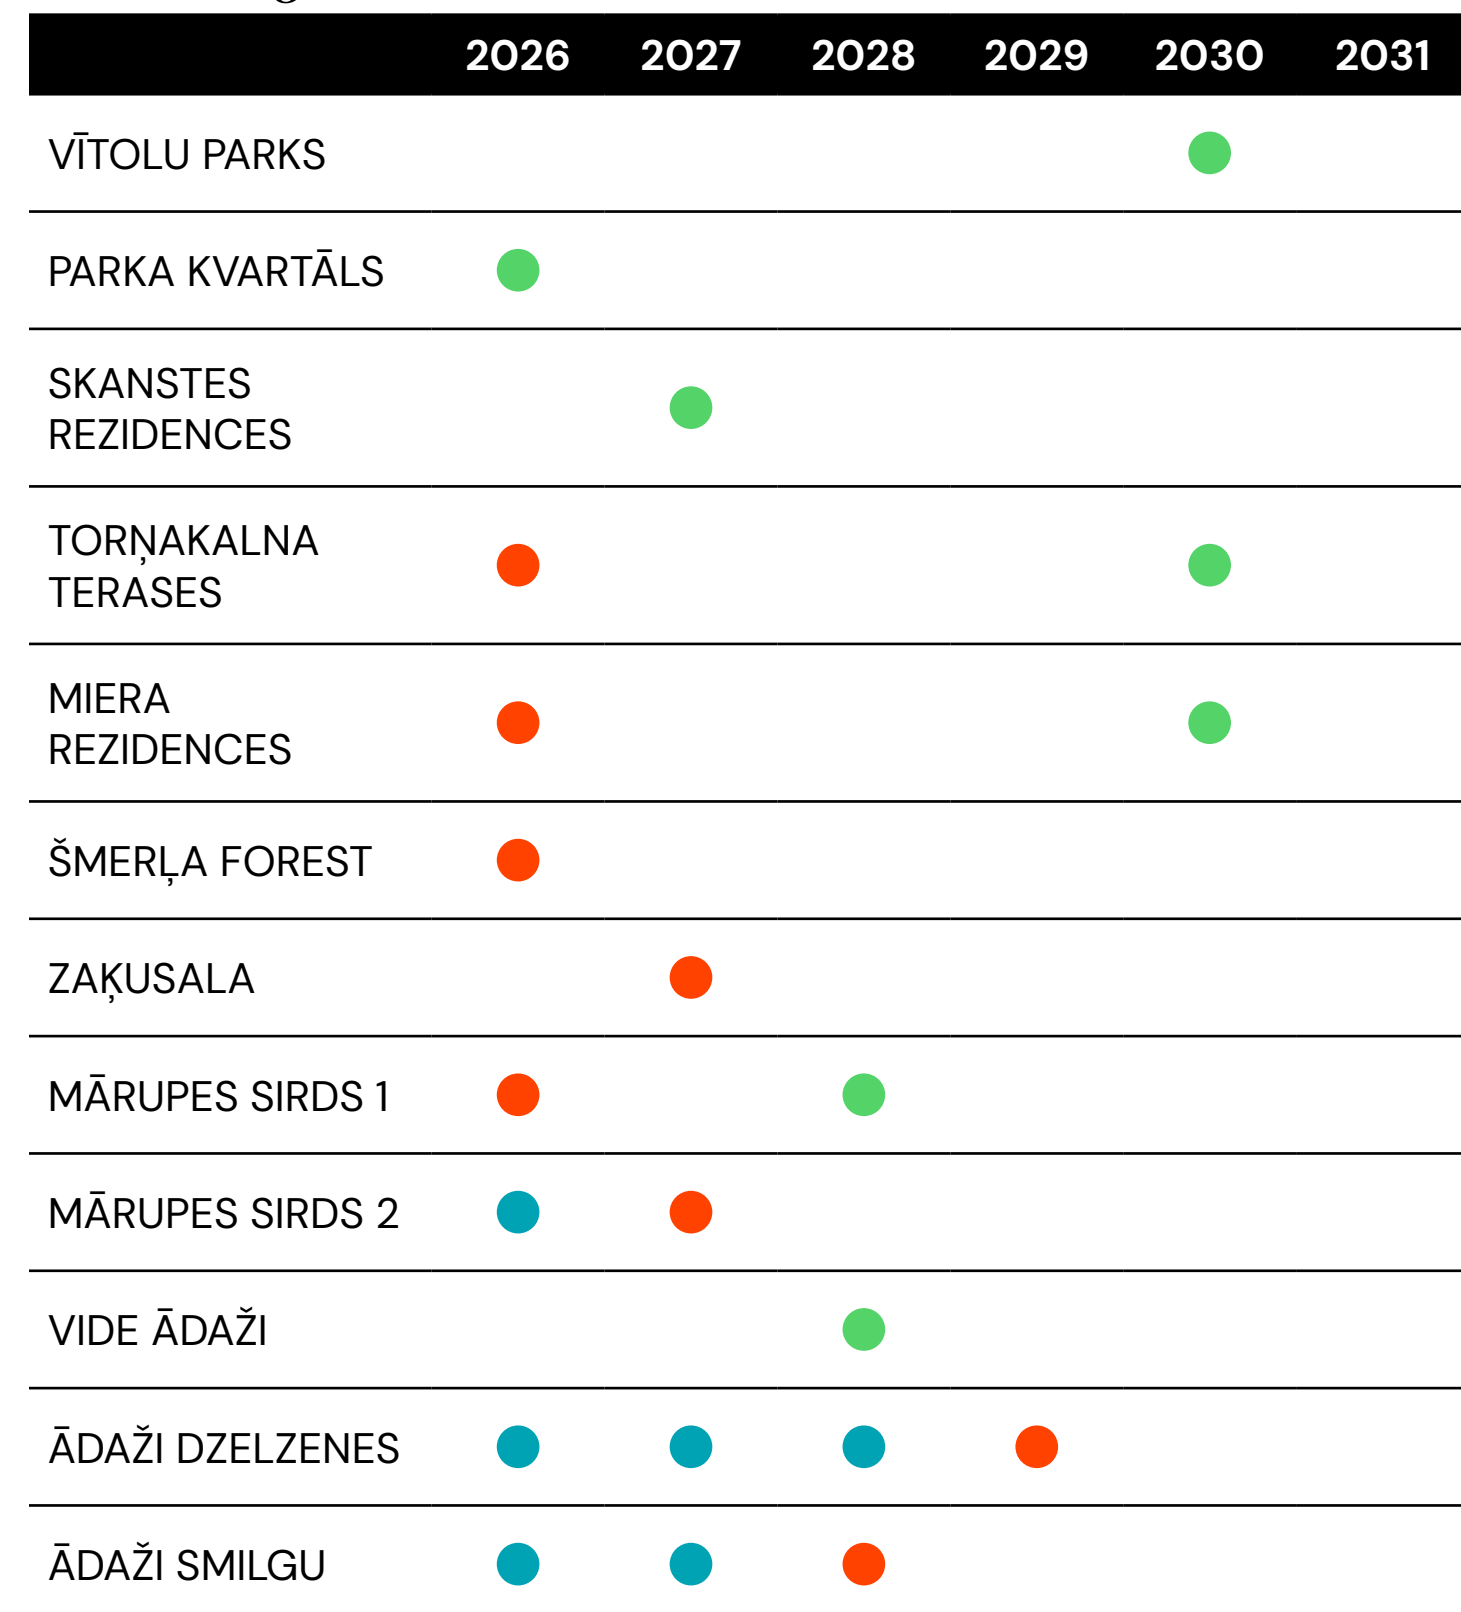 2026 2027 2028 2029 2030 2031
VĪTOLU PARKS
PARKA KVARTĀLS
SKANSTES
REZIDENCES
TORŅAKALNA
TERASES
MIERA
REZIDENCES
ŠMERĻA FOREST
ZAĶUSALA
MĀRUPES SIRDS 1
MĀRUPES SIRDS 2
VIDE ĀDAŽI
ĀDAŽI DZELZENES
ĀDAŽI SMILGU